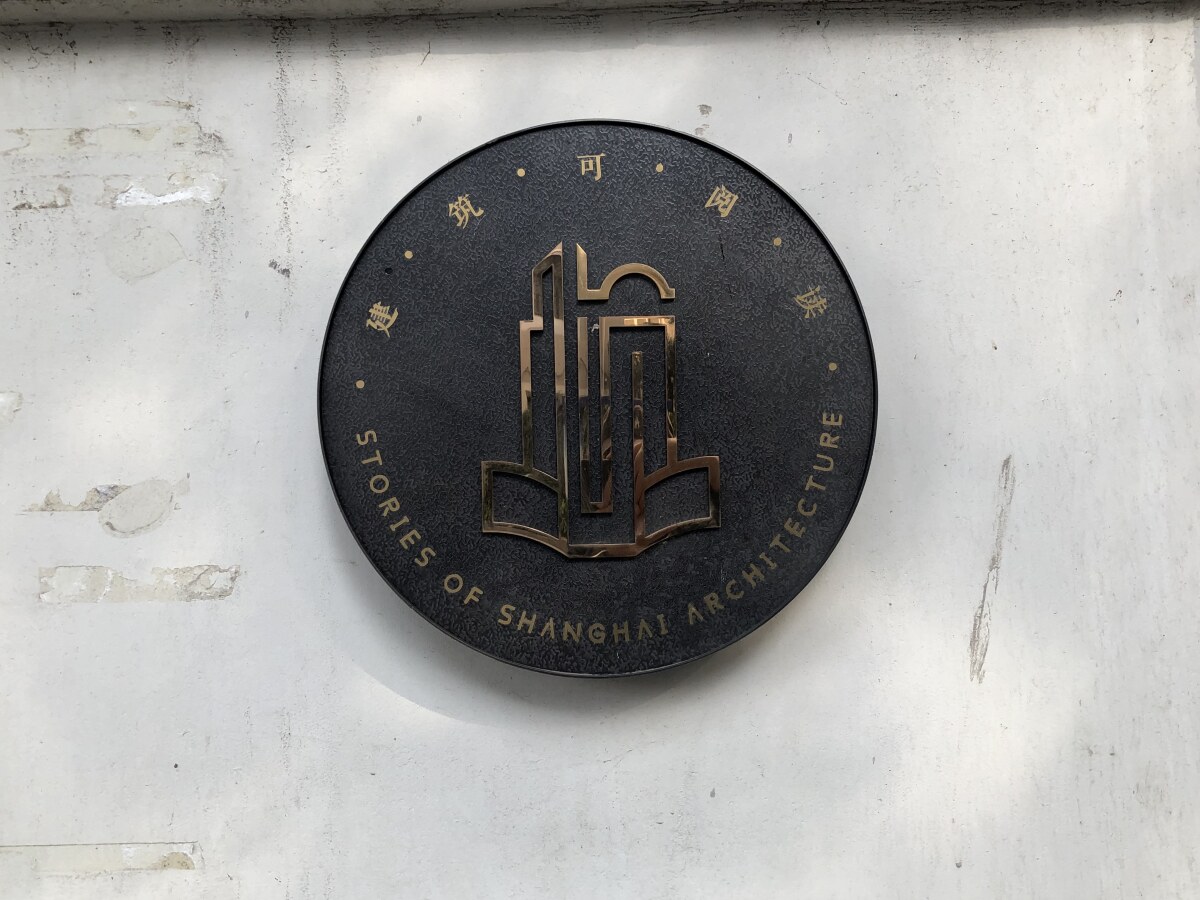 ·建·筑·可·阅·读·
STORIES OF SHANGHAI ARCHITECTURE